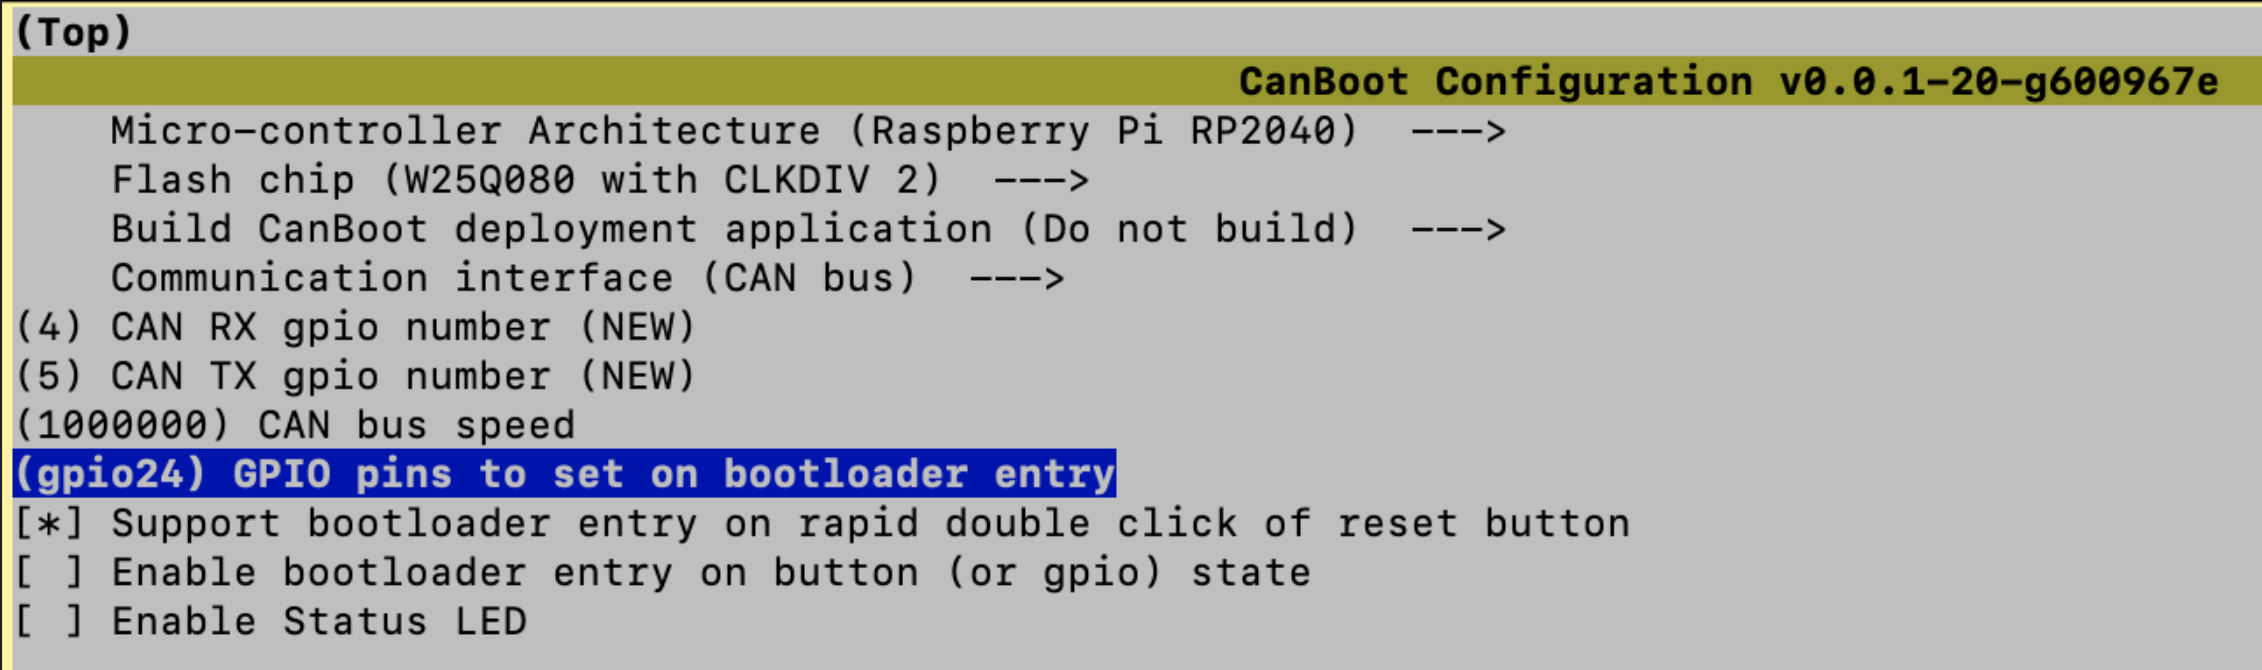 (Top)
CanBoot Configuration v0.0.1-20-g600967e
Micro-controller Architecture (Raspberry Pi RP2040)  --->
Flash chip (W25Q080 with CLKDIV 2)  --->
Build CanBoot deployment application (Do not build)  --->
Communication interface (CAN bus)  --->
(4) CAN RX gpio number (NEW)
(5) CAN TX gpio number (NEW)
(1000000) CAN bus speed
(gpio24) GPIO pins to set on bootloader entry
[*] Support bootloader entry on rapid double click of reset button
[ ] Enable bootloader entry on button (or gpio) state
[ ] Enable Status LED